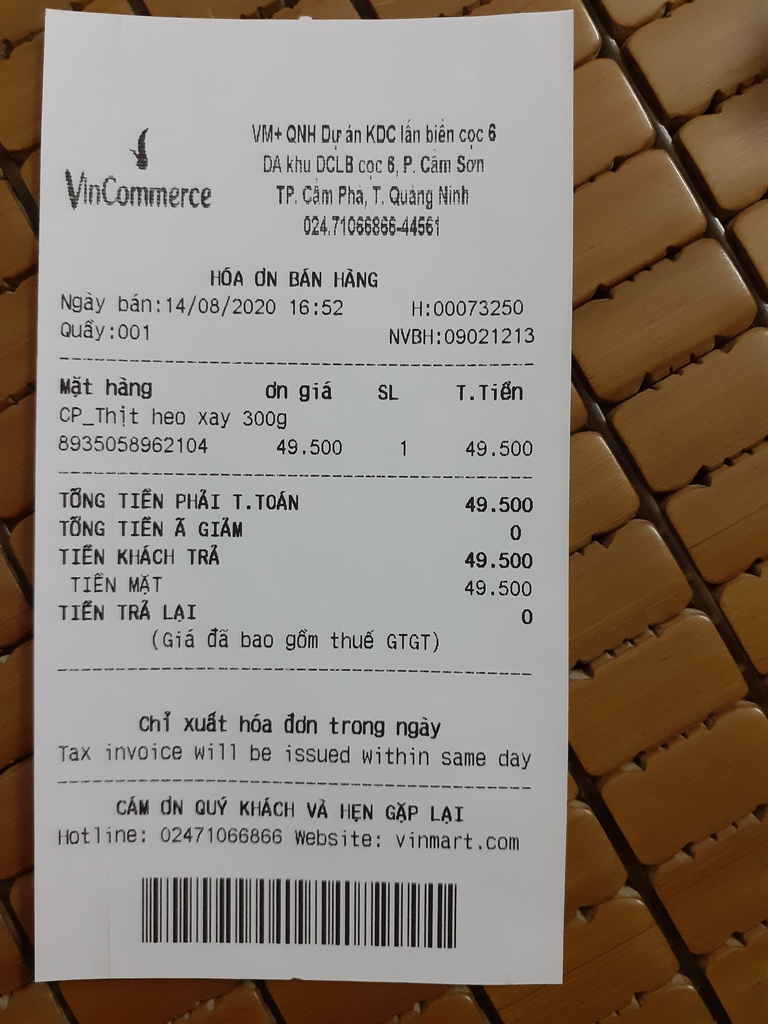 VinCommerce
VM+ QNH Dự án KDC lấn biển cọc 6
DA khu DCLB cọc 6, P. Cẩm Sơn
TP. Cẩm Phả, T. Quảng Ninh
024.71066866-44561
HÓA ƠN BÁN HÀNG
Ngày bán:14/08/2020 16:52 H:00073250
Quầy:001 NVBH:09021213
Mặt hàng ơn giá SL T.Tiền
CP_Thịt heo xay 300g
8935058962104 49.500 1 49.500
TỔNG TIỀN PHẢI T.TOÁN 49.500
TỔNG TIỀN Ã GIẢM 0
TIỀN KHÁCH TRẢ 49.500
TIỀN MẶT 49.500
TIỀN TRẢ LẠI 0
(Giá đã bao gồm thuế GTGT)
Chỉ xuất hóa đơn trong ngày
Tax invoice will be issued within same day
CÁM ƠN QUÝ KHÁCH VÀ HẸN GẶP LẠI
Hotline: 02471066866 Website: vinmart.com